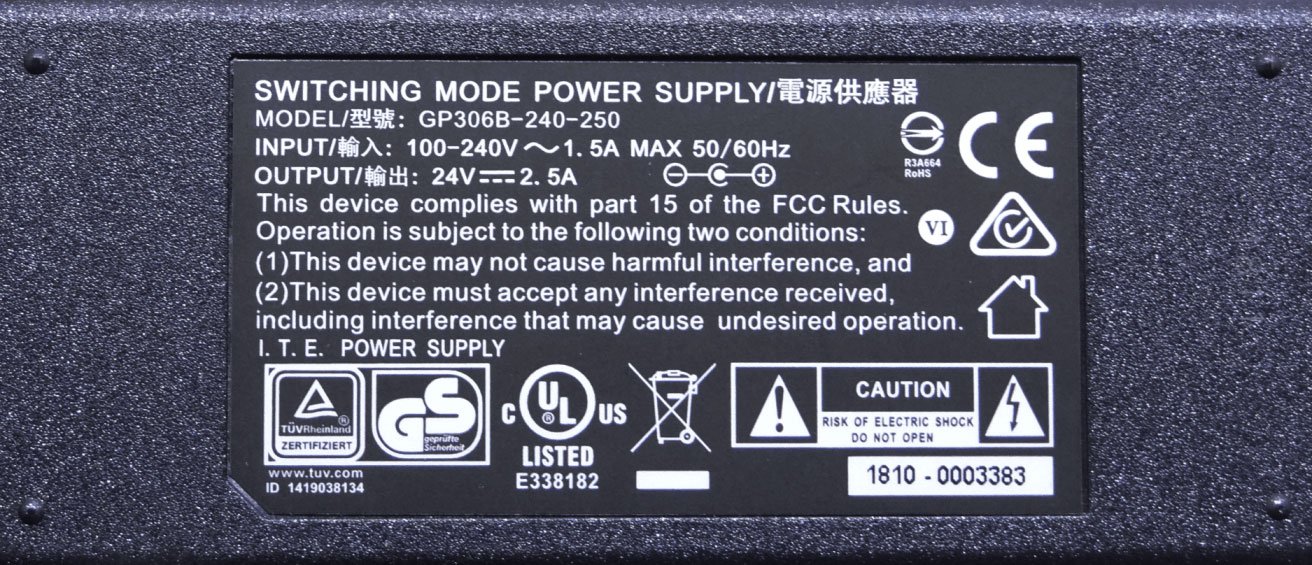 SWITCHING MODE POWER SUPPLY/電源供應器
MODEL/型號: GP306B-240-250
INPUT/輸入: 100-240V～1.5A MAX 50/60Hz
OUTPUT/輸出: 24V⎓2.5A
R3A664
RoHS
CE
This device complies with part 15 of the FCC Rules.
Operation is subject to the following two conditions:
VI
(1)This device may not cause harmful interference, and
(2)This device must accept any interference received,
including interference that may cause undesired operation.
I.T.E. POWER SUPPLY
TÜVRheinland ®
ZERTIFIZIERT
GS
geprüfte
Sicherheit
www.tuv.com
ID 1419038134
C UL® US
LISTED
E338182
CAUTION
RISK OF ELECTRIC SHOCK
DO NOT OPEN
1810 - 0003383